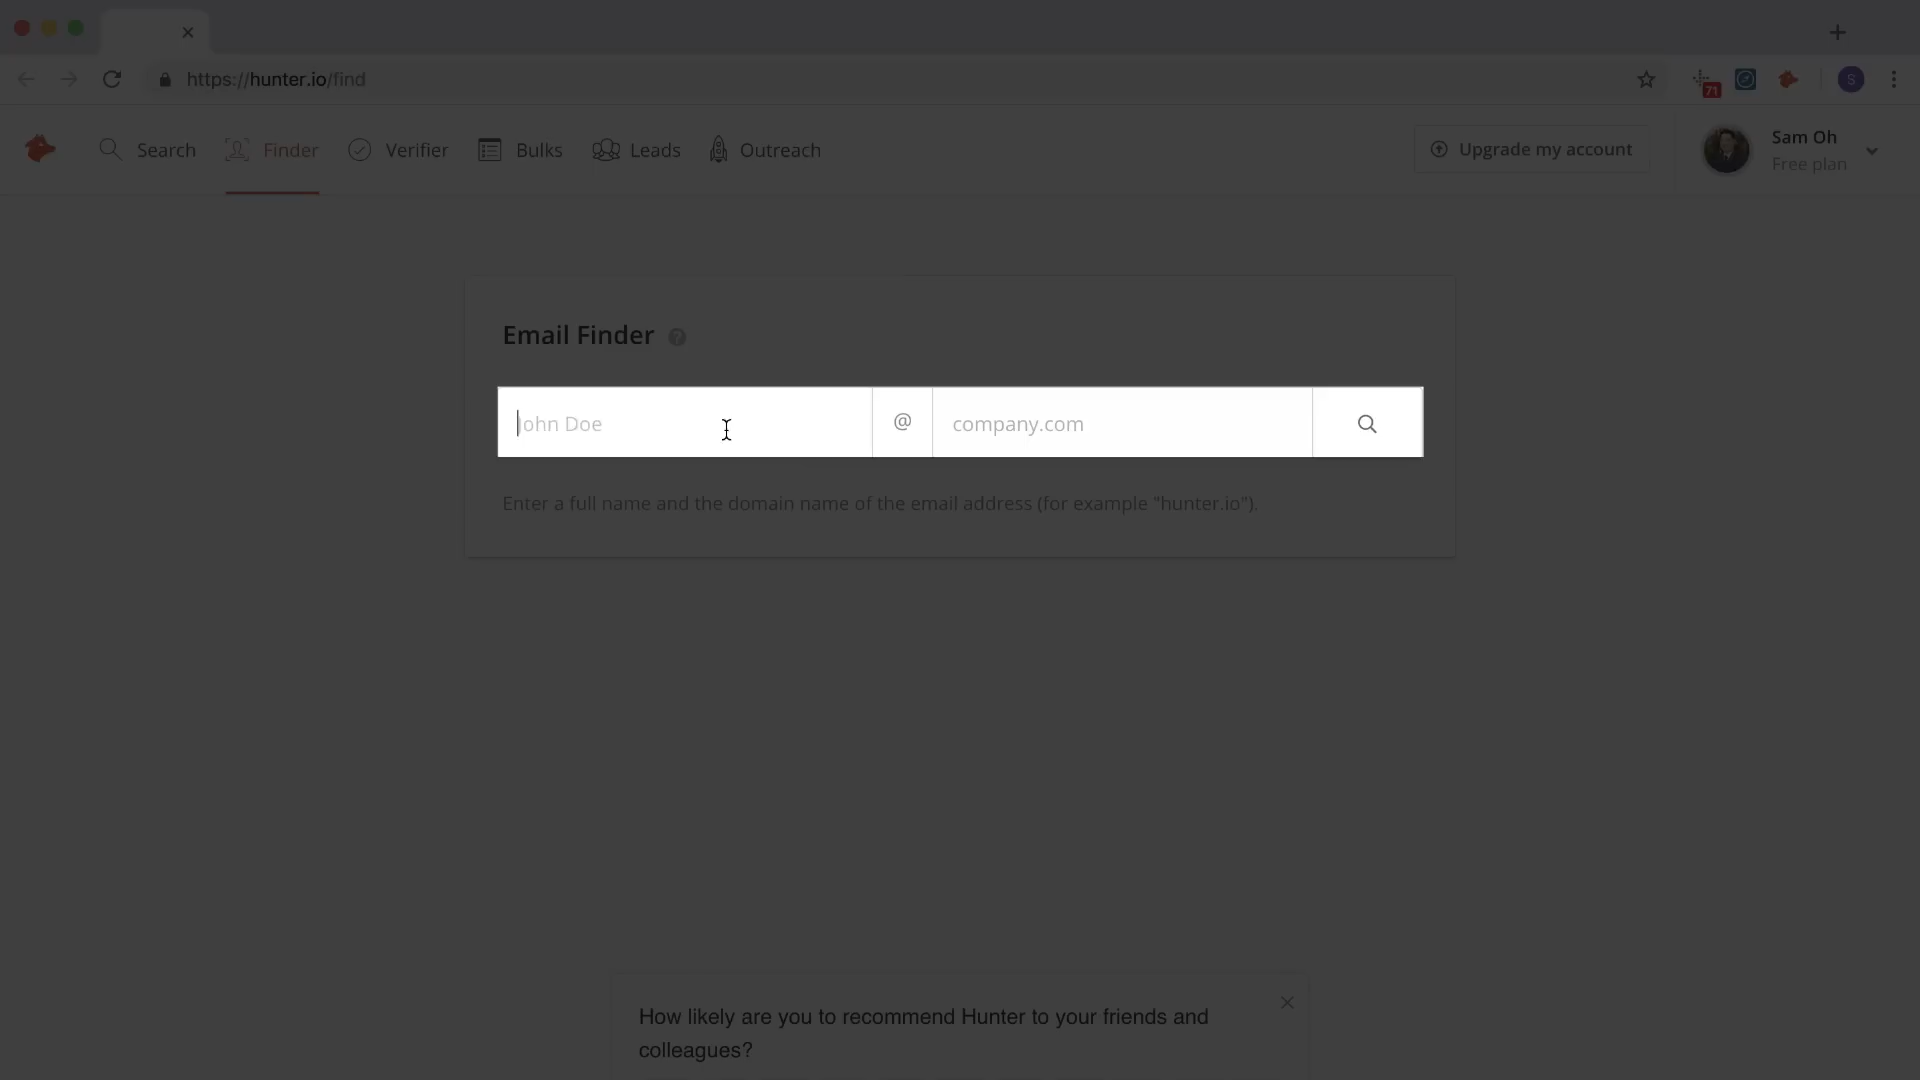 https://hunter.io/find
71
S
Search
Finder
Verifier
Bulks
Leads
Outreach
Upgrade my account
Sam Oh
Free plan
Email Finder ?
John Doe
@
company.com
Enter a full name and the domain name of the email address (for example "hunter.io").
How likely are you to recommend Hunter to your friends and
colleagues?